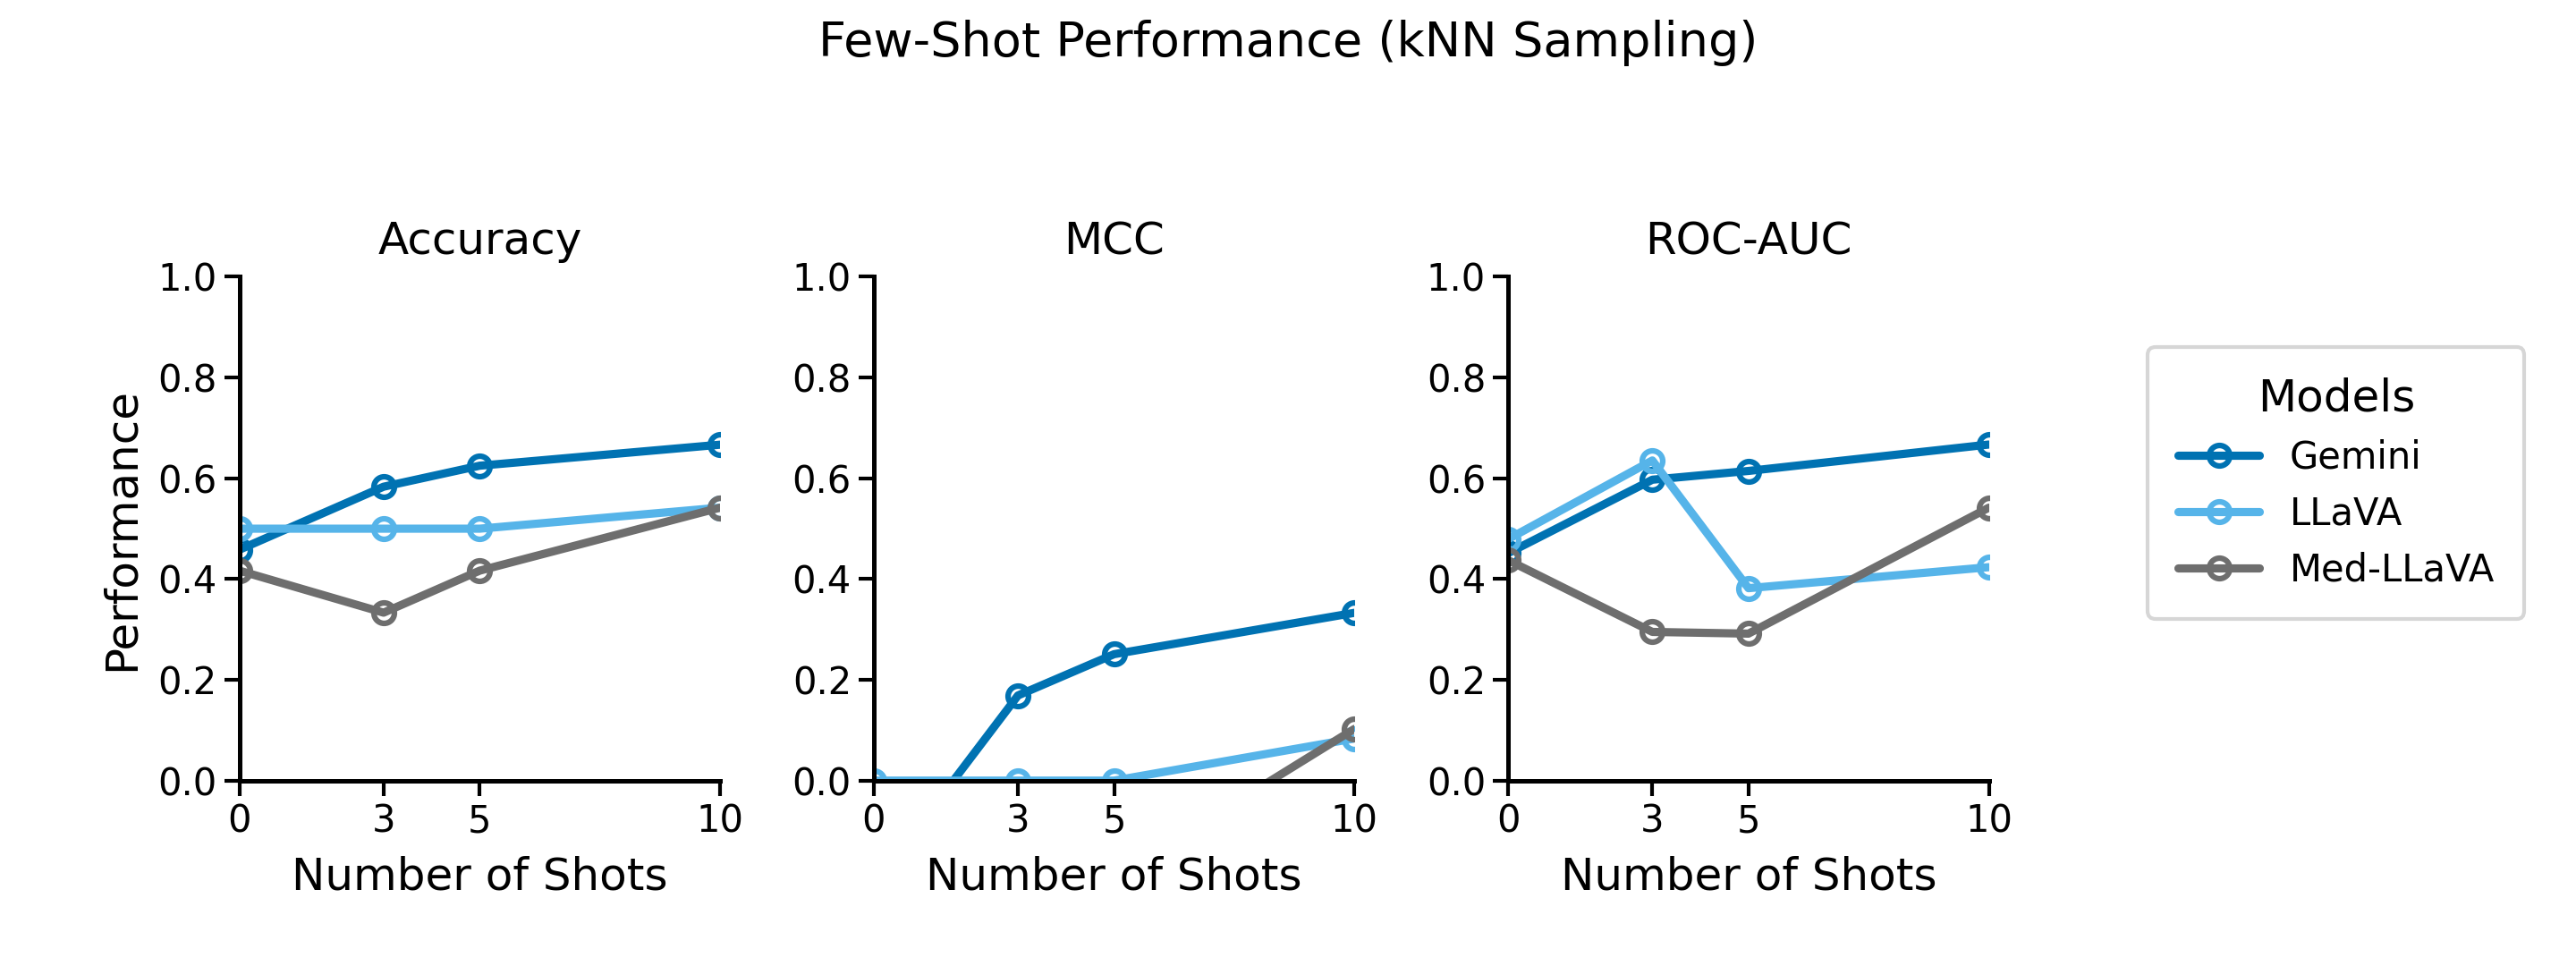 Few-Shot Performance (kNN Sampling)
Accuracy
MCC
ROC-AUC
Performance
1.0
0.8
0.6
0.4
0.2
0.0
0
3
5
10
Number of Shots
1.0
0.8
0.6
0.4
0.2
0.0
0
3
5
10
Number of Shots
1.0
0.8
0.6
0.4
0.2
0.0
0
3
5
10
Number of Shots
Models
Gemini
LLaVA
Med-LLaVA